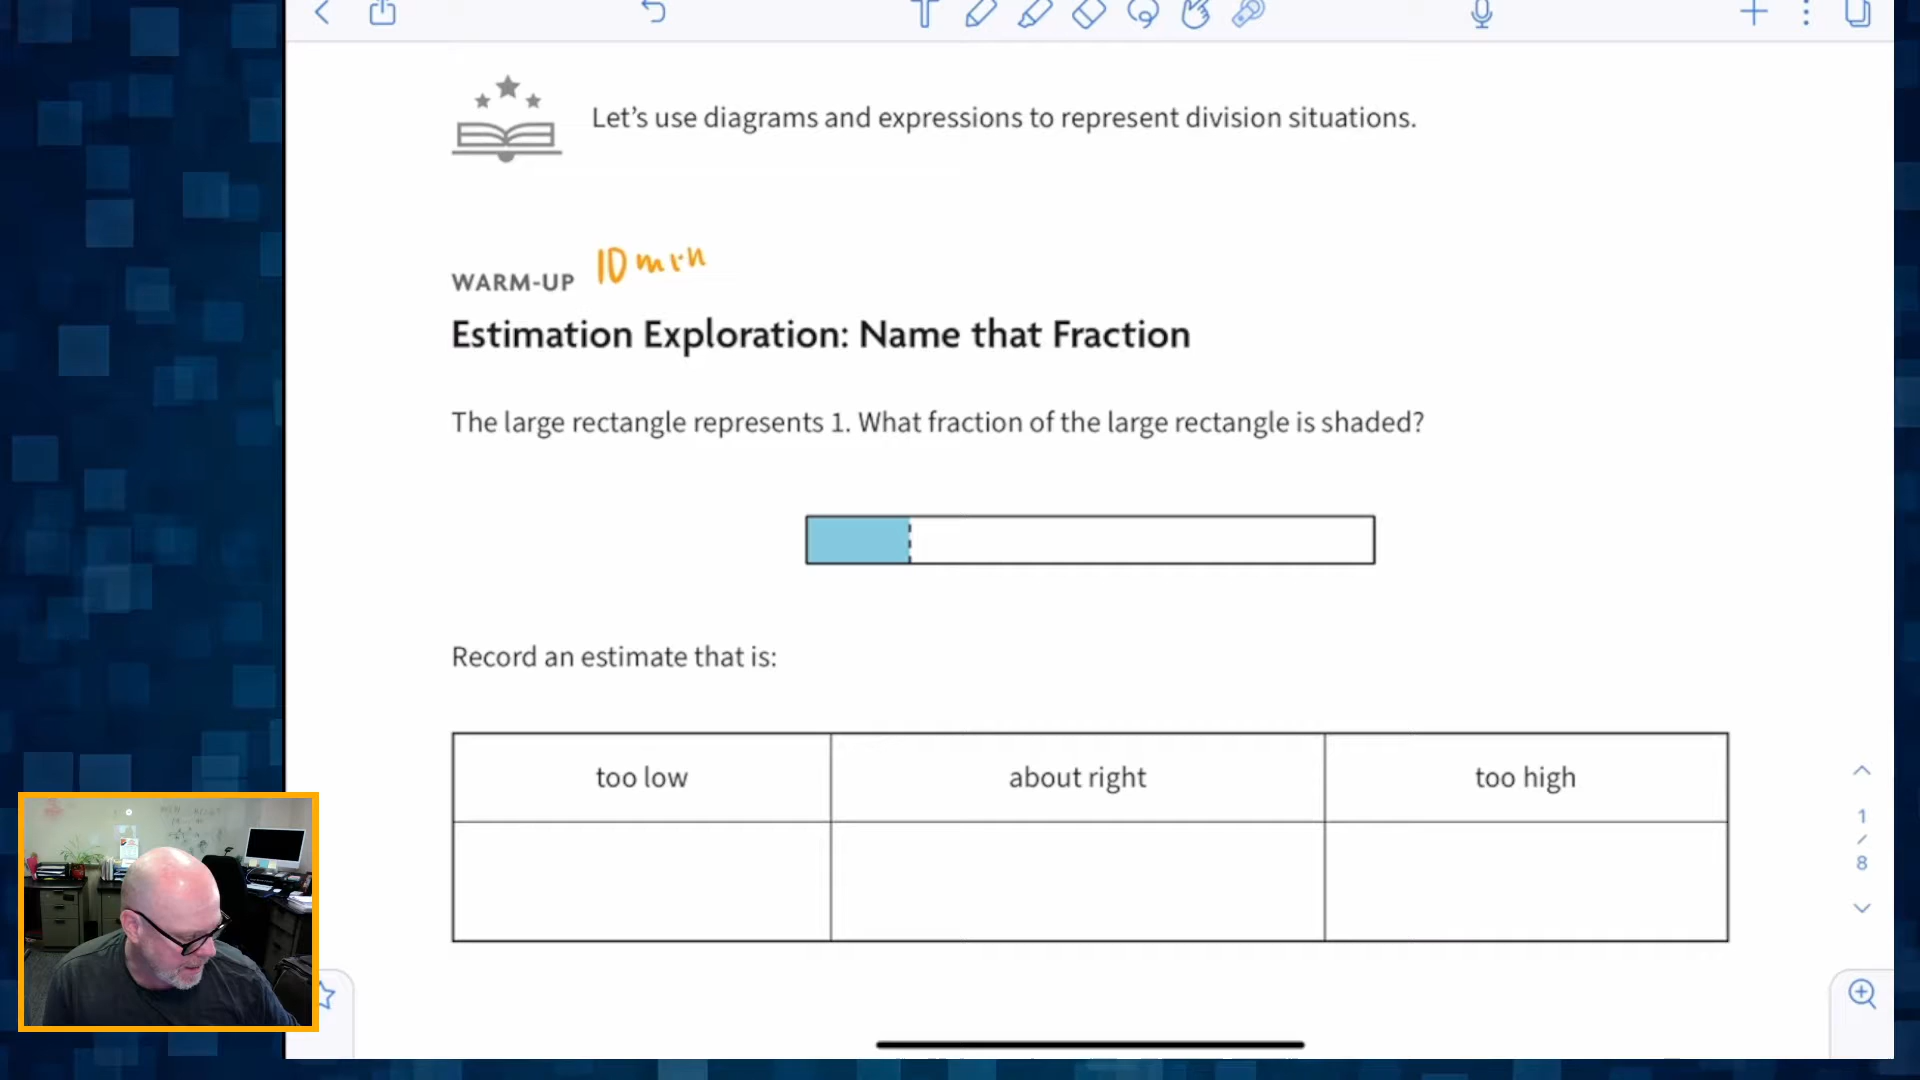 Let's use diagrams and expressions to represent division situations.
WARM-UP 10 min
Estimation Exploration: Name that Fraction
The large rectangle represents 1. What fraction of the large rectangle is shaded?
Record an estimate that is:
too low
about right
too high
1
/
8